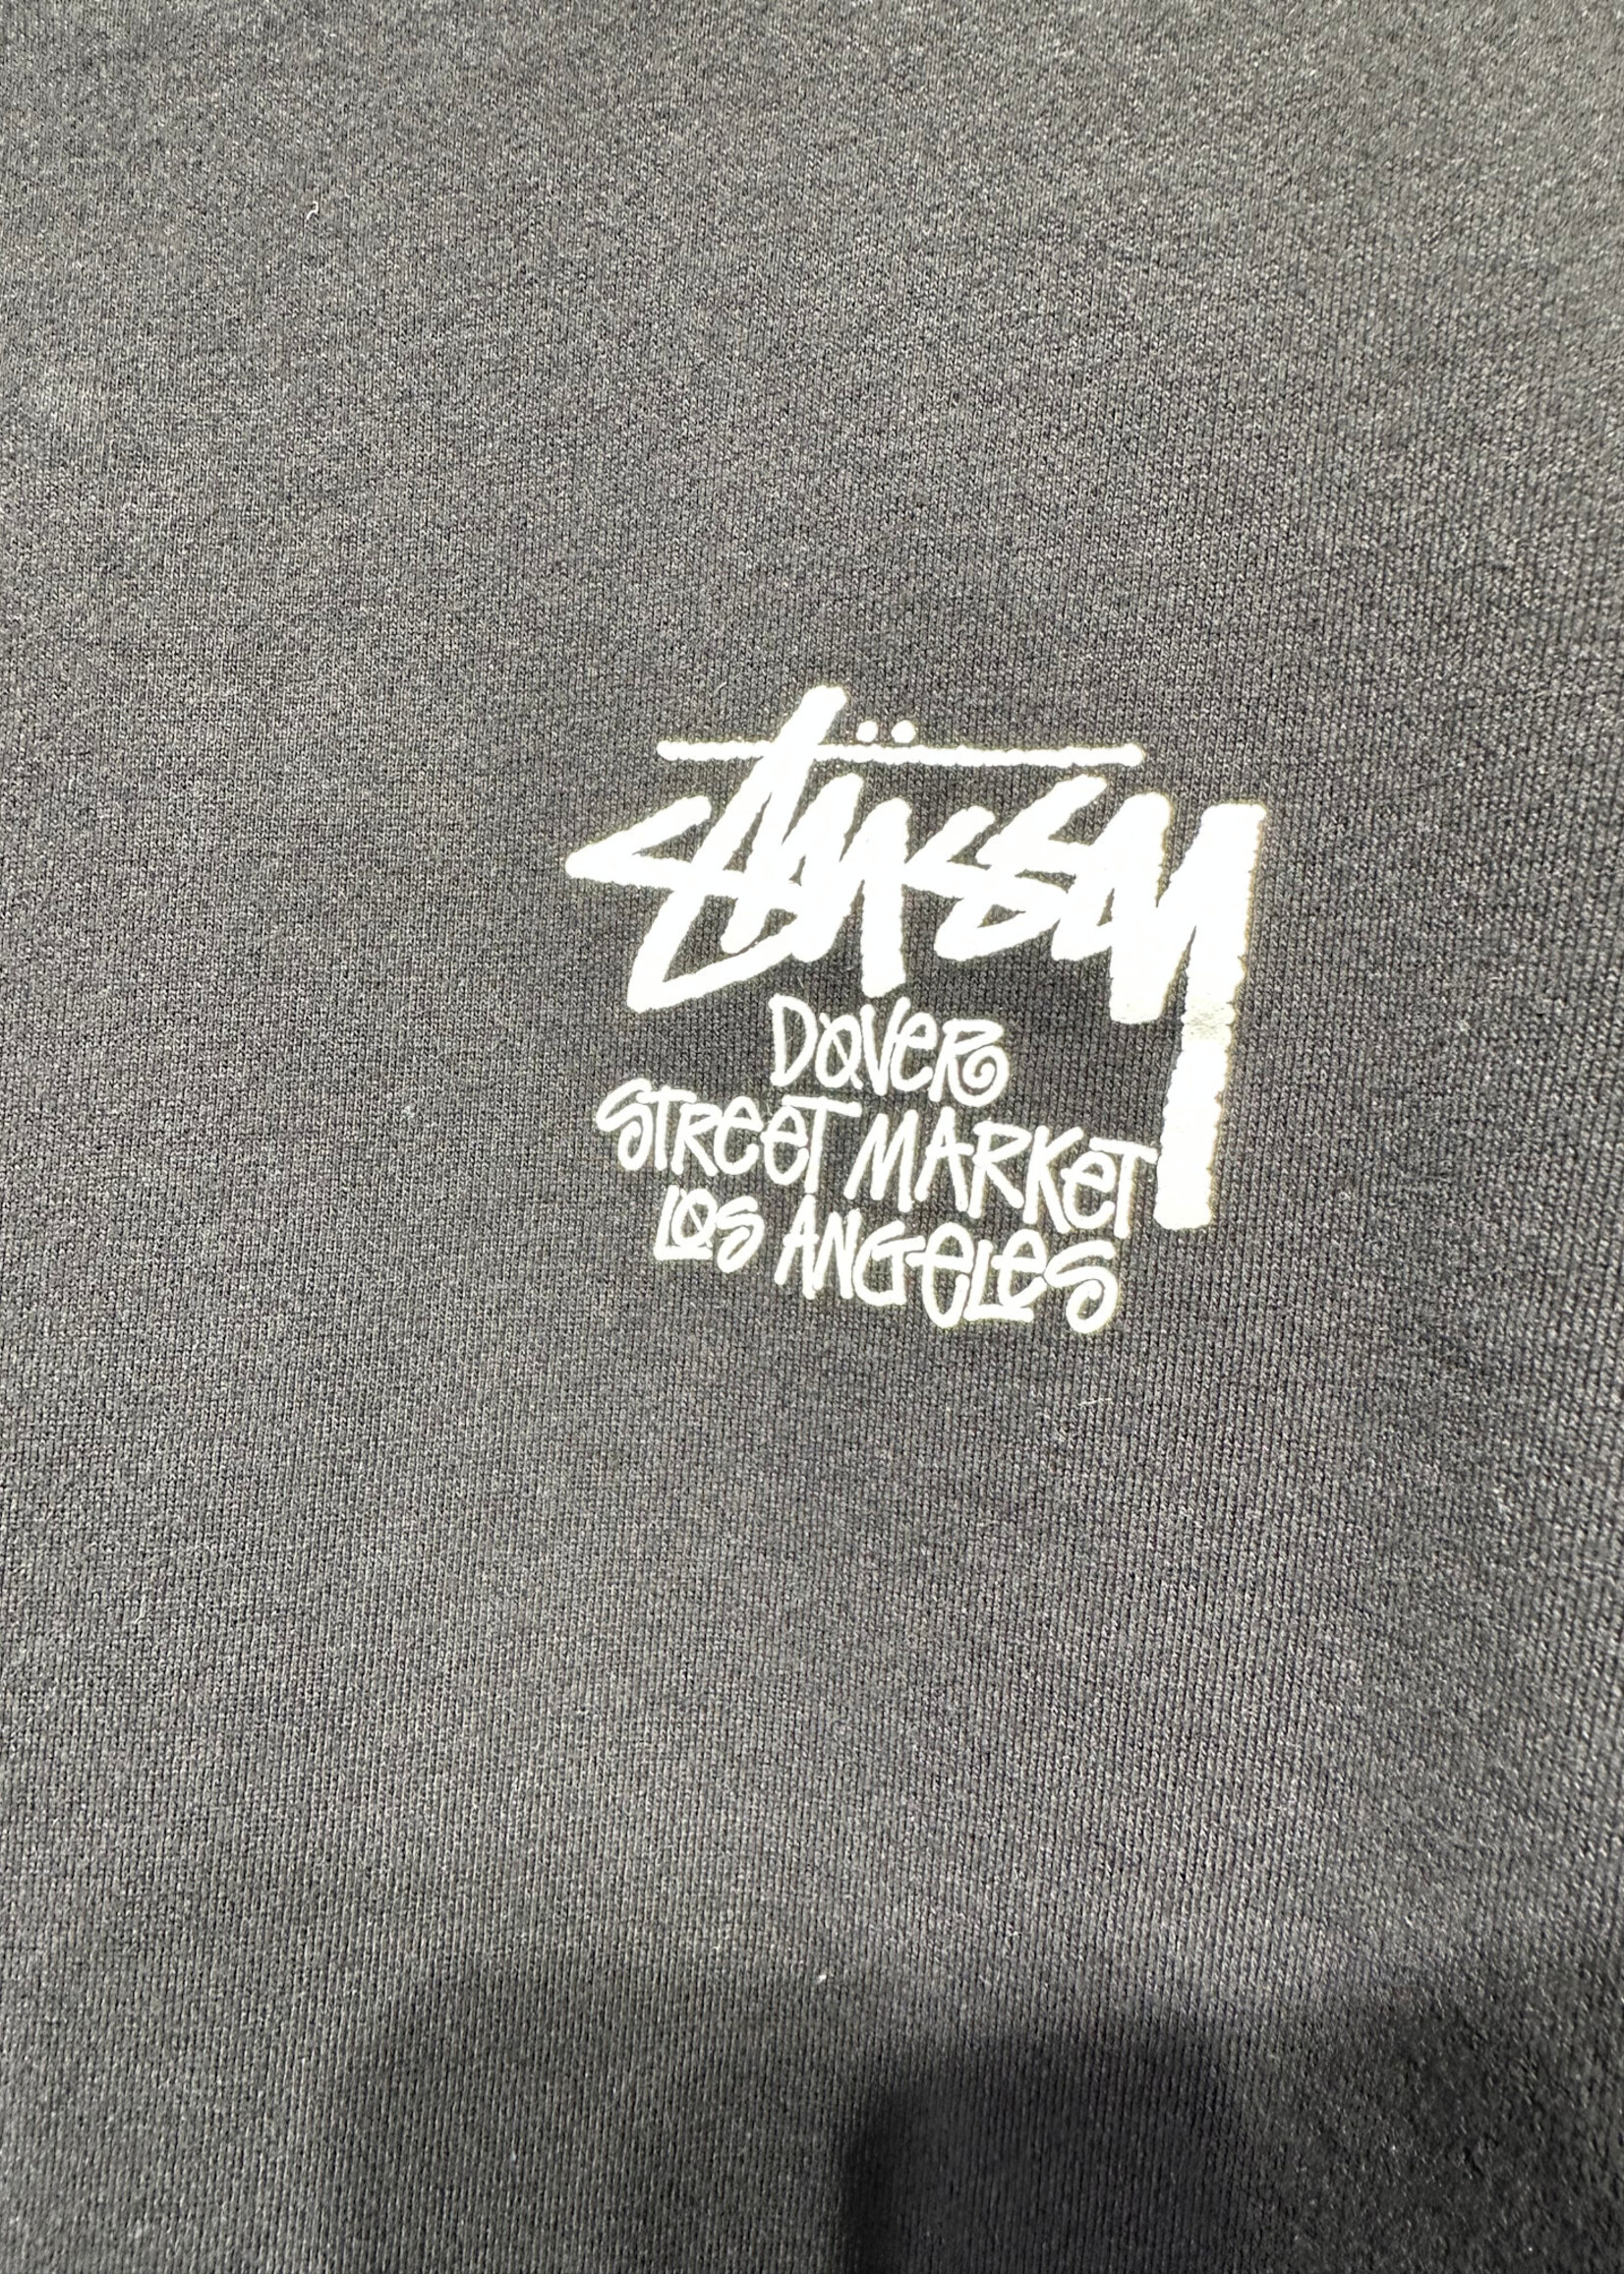 Stüssy
DOVER
STREET MARKET
LOS ANGELES